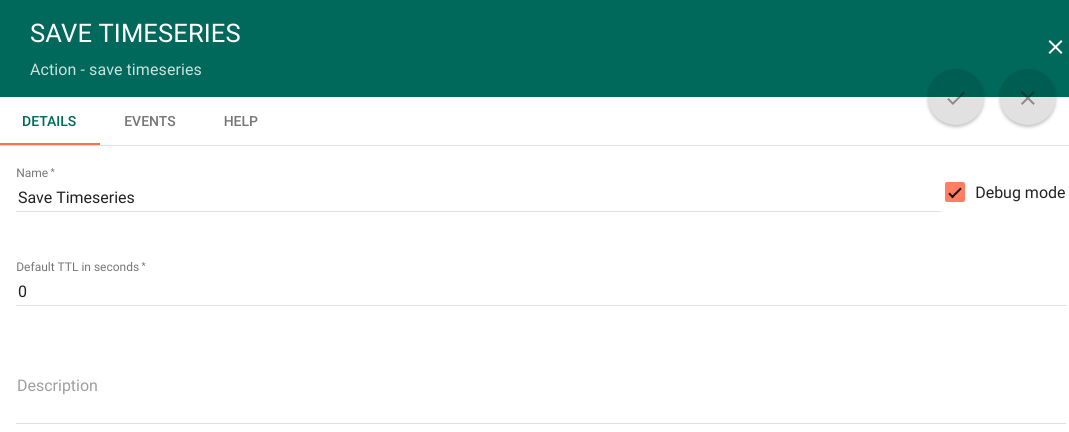 SAVE TIMESERIES
Action - save timeseries
DETAILS EVENTS HELP
Name *
Save Timeseries
Debug mode
Default TTL in seconds *
0
Description